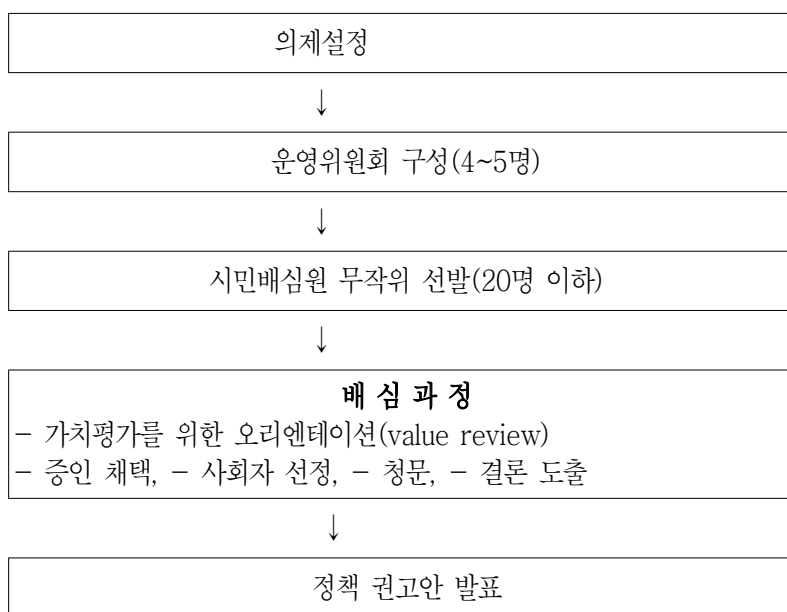 의제설정
↓
운영위원회 구성(4~5명)
↓
시민배심원 무작위 선발(20명 이하)
↓
배 심 과 정
- 가치평가를 위한 오리엔테이션(value review)
- 증인 채택, - 사회자 선정, - 청문, - 결론 도출
↓
정책 권고안 발표